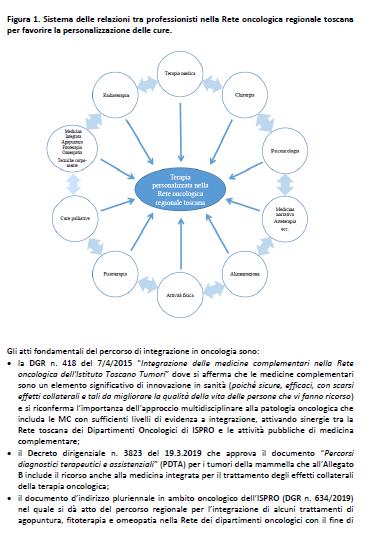 Figura 1. Sistema delle relazioni tra professionisti nella Rete oncologica regionale toscana
per favorire la personalizzazione delle cure.
Terapia medica
Radioterapia
Chirurgia
Medicina
Integrata
Agopuntura
Fitoterapia
Omeopatia
Tecniche corpo-
mente
Psicooncologia
Terapia
personalizzata nella
Rete oncologica
regionale toscana
Cure palliative
Medicina
narrativa
Arteterapia
ecc.
Fisioterapia
Alimentazione
Attività fisica
Gli atti fondamentali del percorso di integrazione in oncologia sono:
• la DGR n. 418 del 7/4/2015 "Integrazione delle medicine complementari nella Rete
oncologica dell'Istituto Toscano Tumori" dove si afferma che le medicine complementari
sono un elemento significativo di innovazione in sanità (poiché sicure, efficaci, con scarsi
effetti collaterali e tali da migliorare la qualità della vita delle persone che vi fanno ricorso)
e si riconferma l'importanza dell'approccio multidisciplinare alla patologia oncologica che
includa le MC con sufficienti livelli di evidenza a integrazione, attivando sinergie tra la
Rete toscana dei Dipartimenti Oncologici di ISPRO e le attività pubbliche di medicina
complementare;
• il Decreto dirigenziale n. 3823 del 19.3.2019 che approva il documento "Percorsi
diagnostici terapeutici e assistenziali" (PDTA) per i tumori della mammella che all'Allegato
B include il ricorso anche alla medicina integrata per il trattamento degli effetti collaterali
della terapia oncologica;
• il documento d'indirizzo pluriennale in ambito oncologico dell'ISPRO (DGR n. 634/2019)
nel quale si dà atto del percorso regionale per l'integrazione di alcuni trattamenti di
agopuntura, fitoterapia e omeopatia nella Rete dei dipartimenti oncologici con il fine di